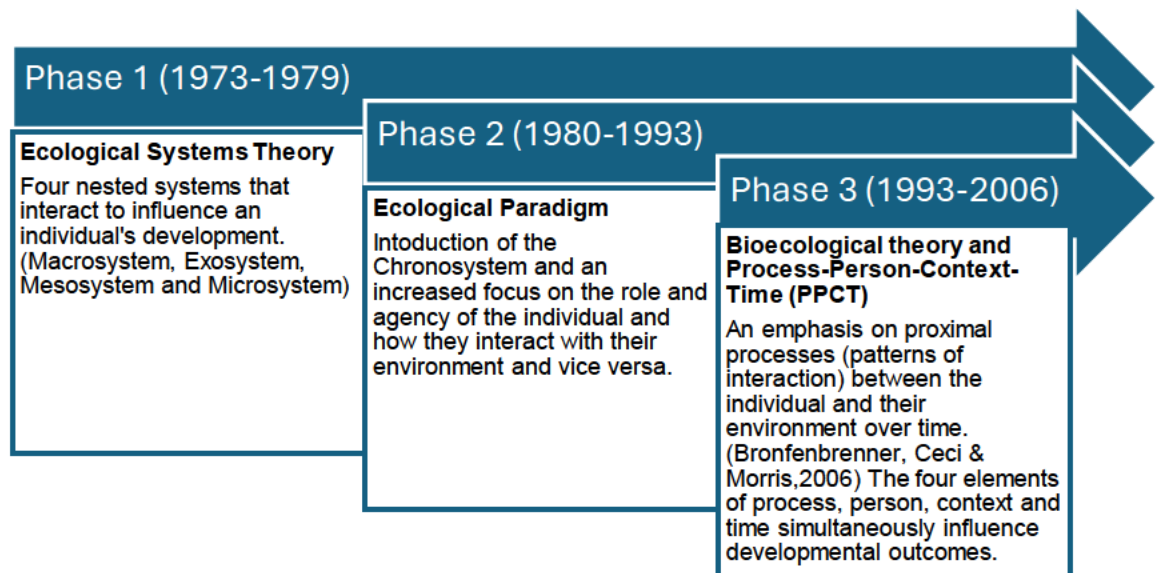 Phase 1 (1973-1979)
Ecological Systems Theory
Four nested systems that
interact to influence an
individual's development.
(Macrosystem, Exosystem,
Mesosystem and Microsystem)
Phase 2 (1980-1993)
Ecological Paradigm
Intoduction of the
Chronosystem and an
increased focus on the role and
agency of the individual and
how they interact with their
environment and vice versa.
Phase 3 (1993-2006)
Bioecological theory and
Process-Person-Context-
Time (PPCT)
An emphasis on proximal
processes (patterns of
interaction) between the
individual and their
environment over time.
(Bronfenbrenner, Ceci &
Morris,2006) The four elements
of process, person, context and
time simultaneously influence
developmental outcomes.